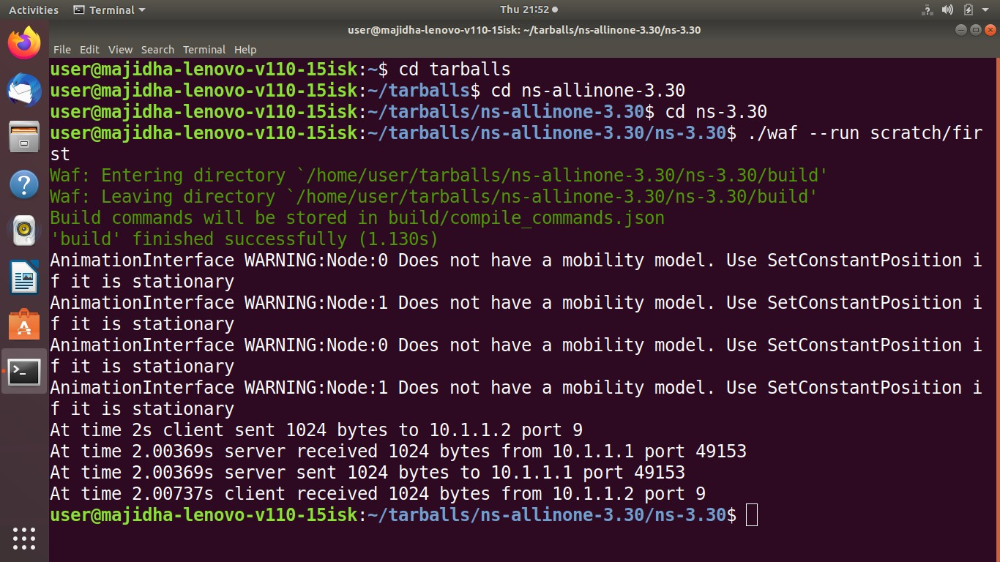 Activities Terminal Thu 21:52
user@majidha-lenovo-v110-15isk: ~/tarballs/ns-allinone-3.30/ns-3.30
File Edit View Search Terminal Help
user@majidha-lenovo-v110-15isk:~$ cd tarballs
user@majidha-lenovo-v110-15isk:~/tarballs$ cd ns-allinone-3.30
user@majidha-lenovo-v110-15isk:~/tarballs/ns-allinone-3.30$ cd ns-3.30
user@majidha-lenovo-v110-15isk:~/tarballs/ns-allinone-3.30/ns-3.30$ ./waf --run scratch/fir
st
Waf: Entering directory `/home/user/tarballs/ns-allinone-3.30/ns-3.30/build'
Waf: Leaving directory `/home/user/tarballs/ns-allinone-3.30/ns-3.30/build'
Build commands will be stored in build/compile_commands.json
'build' finished successfully (1.130s)
AnimationInterface WARNING:Node:0 Does not have a mobility model. Use SetConstantPosition i
f it is stationary
AnimationInterface WARNING:Node:1 Does not have a mobility model. Use SetConstantPosition i
f it is stationary
AnimationInterface WARNING:Node:0 Does not have a mobility model. Use SetConstantPosition i
f it is stationary
AnimationInterface WARNING:Node:1 Does not have a mobility model. Use SetConstantPosition i
f it is stationary
At time 2s client sent 1024 bytes to 10.1.1.2 port 9
At time 2.00369s server received 1024 bytes from 10.1.1.1 port 49153
At time 2.00369s server sent 1024 bytes to 10.1.1.1 port 49153
At time 2.00737s client received 1024 bytes from 10.1.1.2 port 9
user@majidha-lenovo-v110-15isk:~/tarballs/ns-allinone-3.30/ns-3.30$